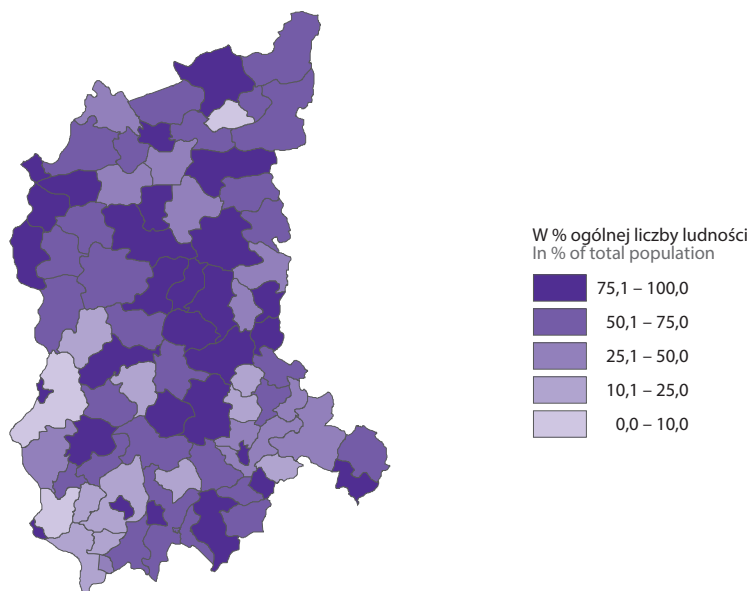 W % ogólnej liczby ludności
In % of total population
75,1 – 100,0
50,1 – 75,0
25,1 – 50,0
10,1 – 25,0
0,0 – 10,0